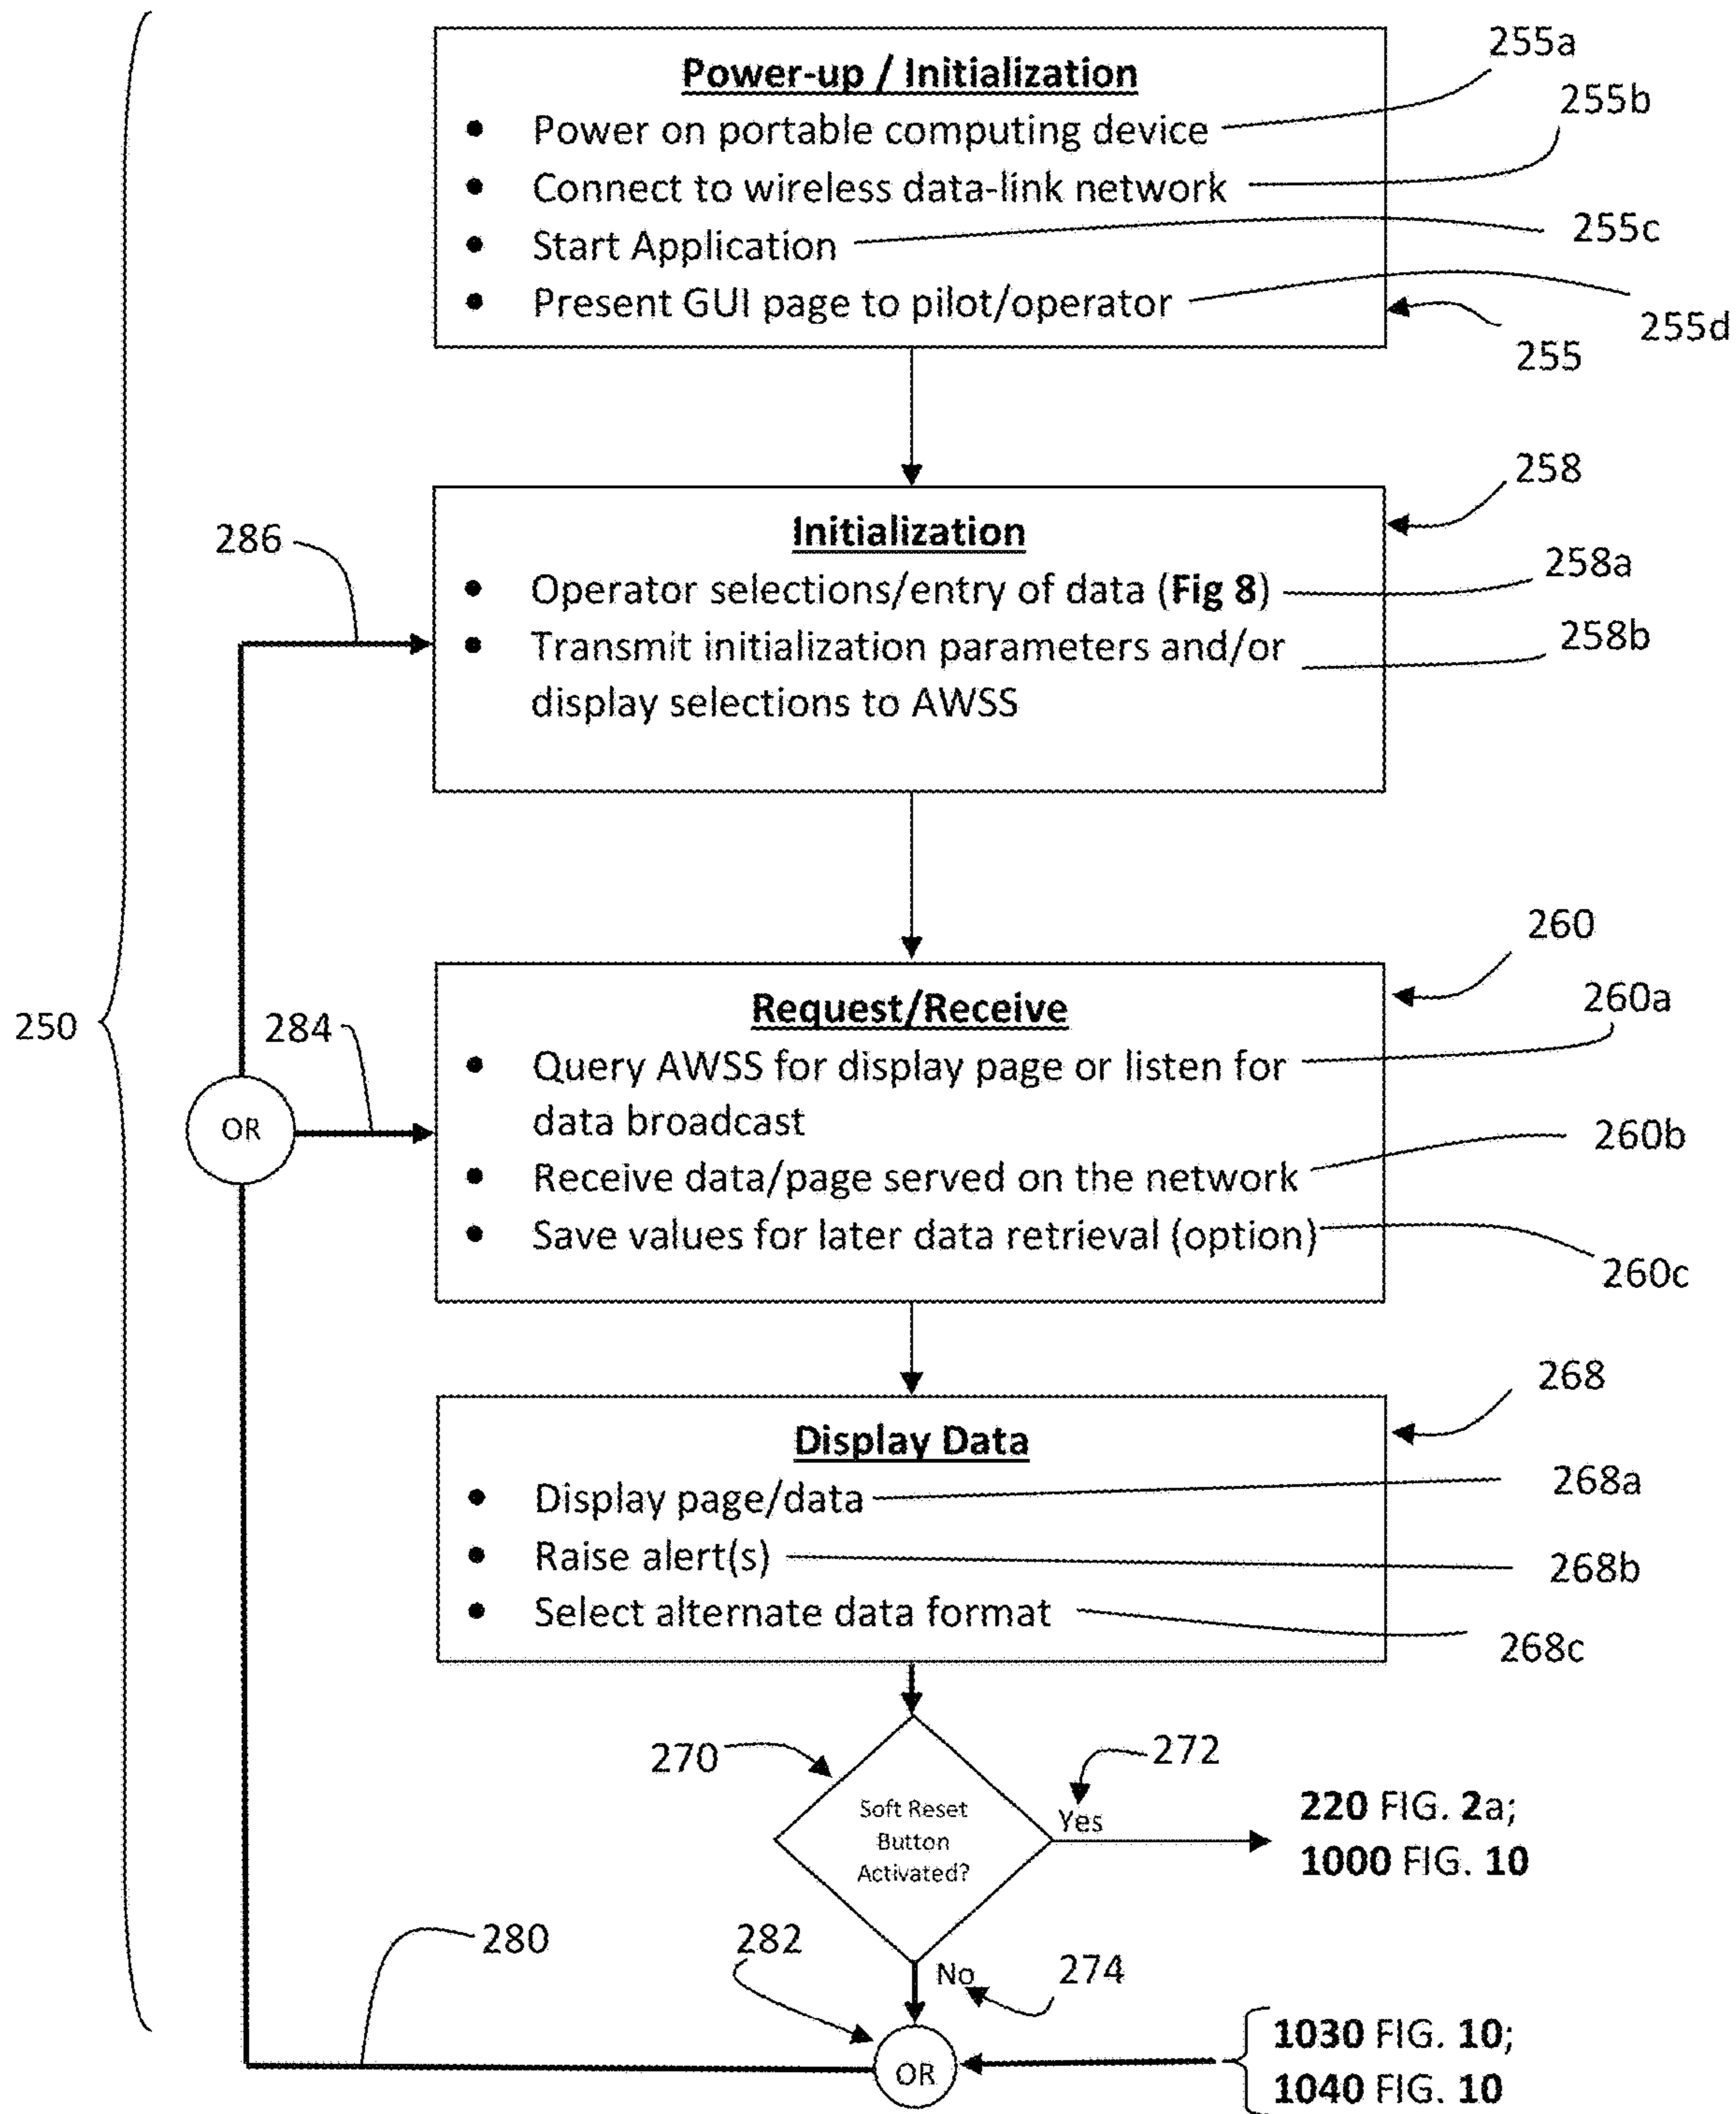 Power-up / Initialization
• Power on portable computing device
• Connect to wireless data-link network
• Start Application
• Present GUI page to pilot/operator
255a
255b
255c
255d
255
258
Initialization
• Operator selections/entry of data (Fig 8)
• Transmit initialization parameters and/or
display selections to AWSS
258a
258b
286
260
Request/Receive
• Query AWSS for display page or listen for
data broadcast
• Receive data/page served on the network
• Save values for later data retrieval (option)
260a
260b
260c
250
284
OR
268
Display Data
• Display page/data
• Raise alert(s)
• Select alternate data format
268a
268b
268c
270
272
Soft Reset
Button
Activated?
Yes
220 FIG. 2a;
1000 FIG. 10
280
282
No
274
OR
1030 FIG. 10;
1040 FIG. 10